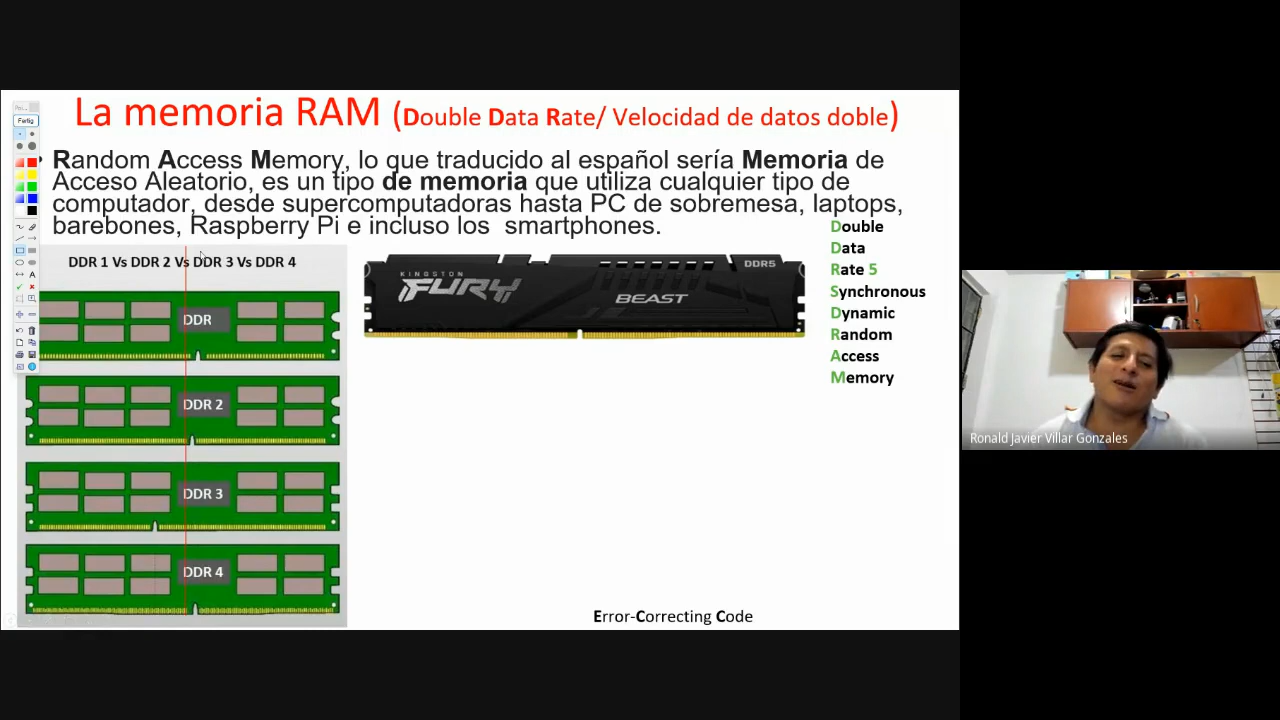 La memoria RAM (Double Data Rate/ Velocidad de datos doble)
Fertig
Random Access Memory, lo que traducido al español sería Memoria de
Acceso Aleatorio, es un tipo de memoria que utiliza cualquier tipo de
computador, desde supercomputadoras hasta PC de sobremesa, laptops,
barebones, Raspberry Pi e incluso los smartphones.
DDR 1 Vs DDR 2 Vs DDR 3 Vs DDR 4
DDR
DDR 2
DDR 3
DDR 4
KINGSTON
FURY
BEAST
DDR5
Double
Data
Rate 5
Synchronous
Dynamic
Random
Access
Memory
Error-Correcting Code
Ronald Javier Villar Gonzales